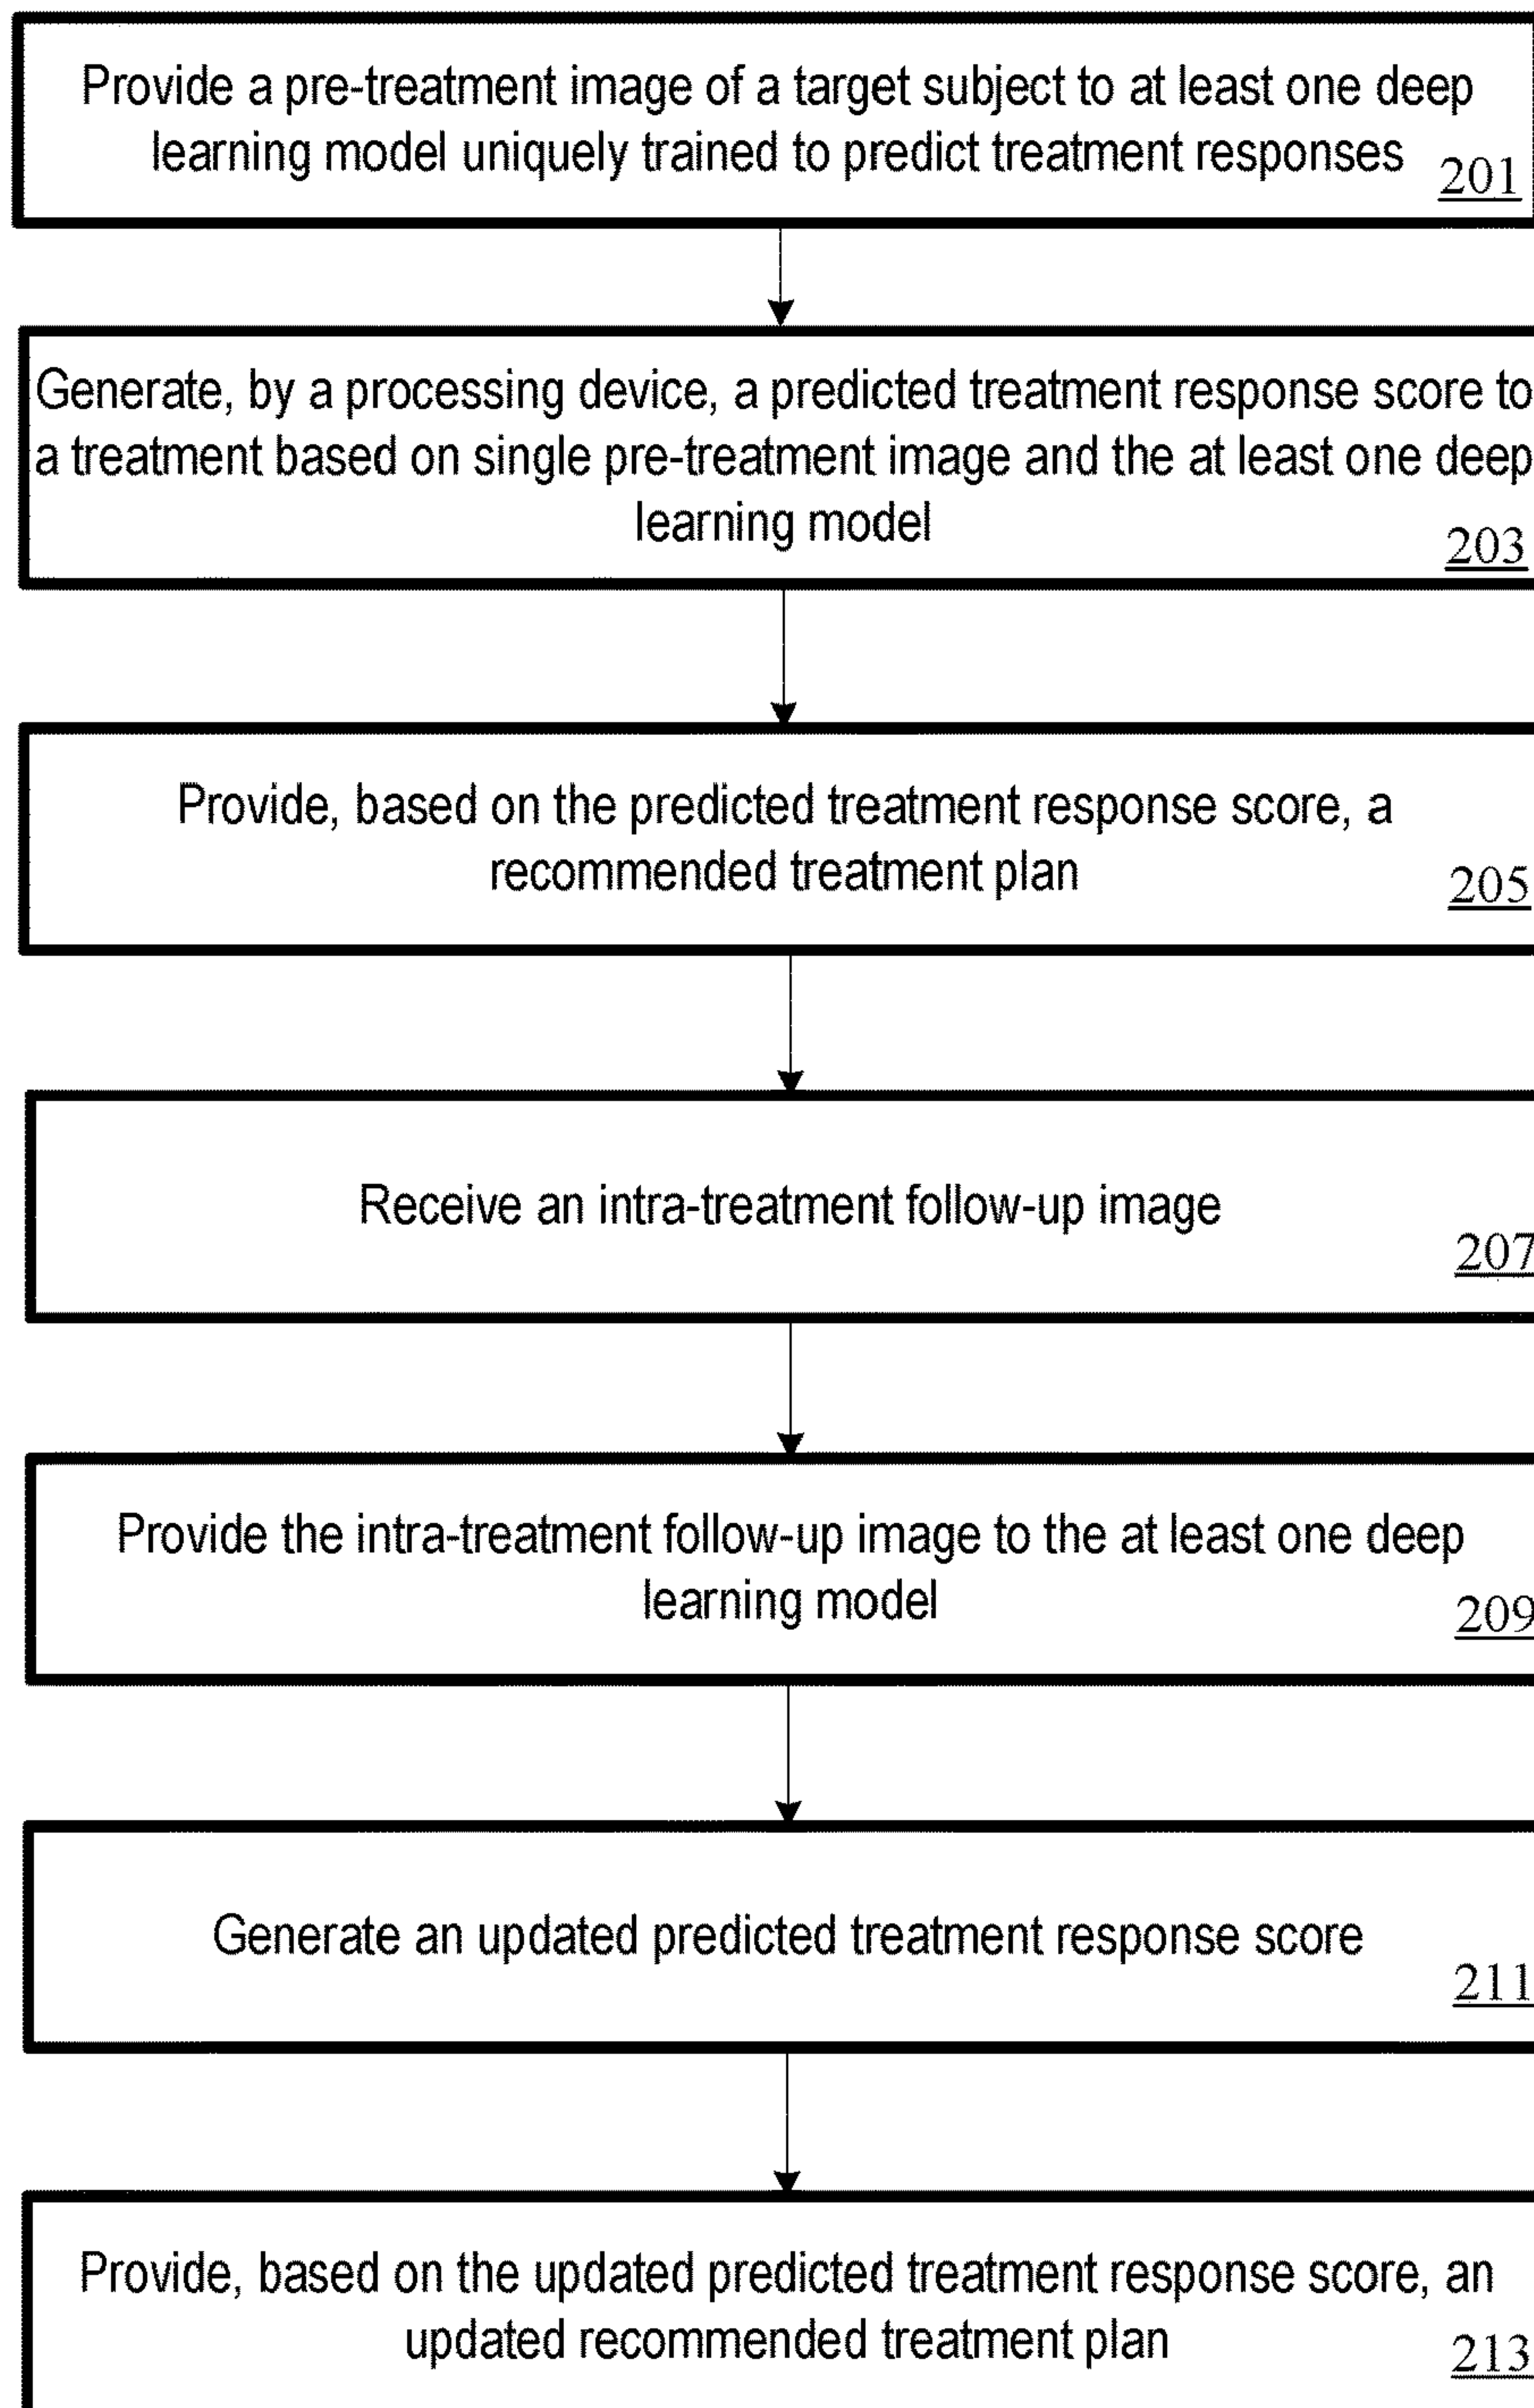 Provide a pre-treatment image of a target subject to at least one deep
learning model uniquely trained to predict treatment responses
201
Generate, by a processing device, a predicted treatment response score to
a treatment based on single pre-treatment image and the at least one deep
learning model
203
Provide, based on the predicted treatment response score, a
recommended treatment plan
205
Receive an intra-treatment follow-up image
207
Provide the intra-treatment follow-up image to the at least one deep
learning model
209
Generate an updated predicted treatment response score
211
Provide, based on the updated predicted treatment response score, an
updated recommended treatment plan
213